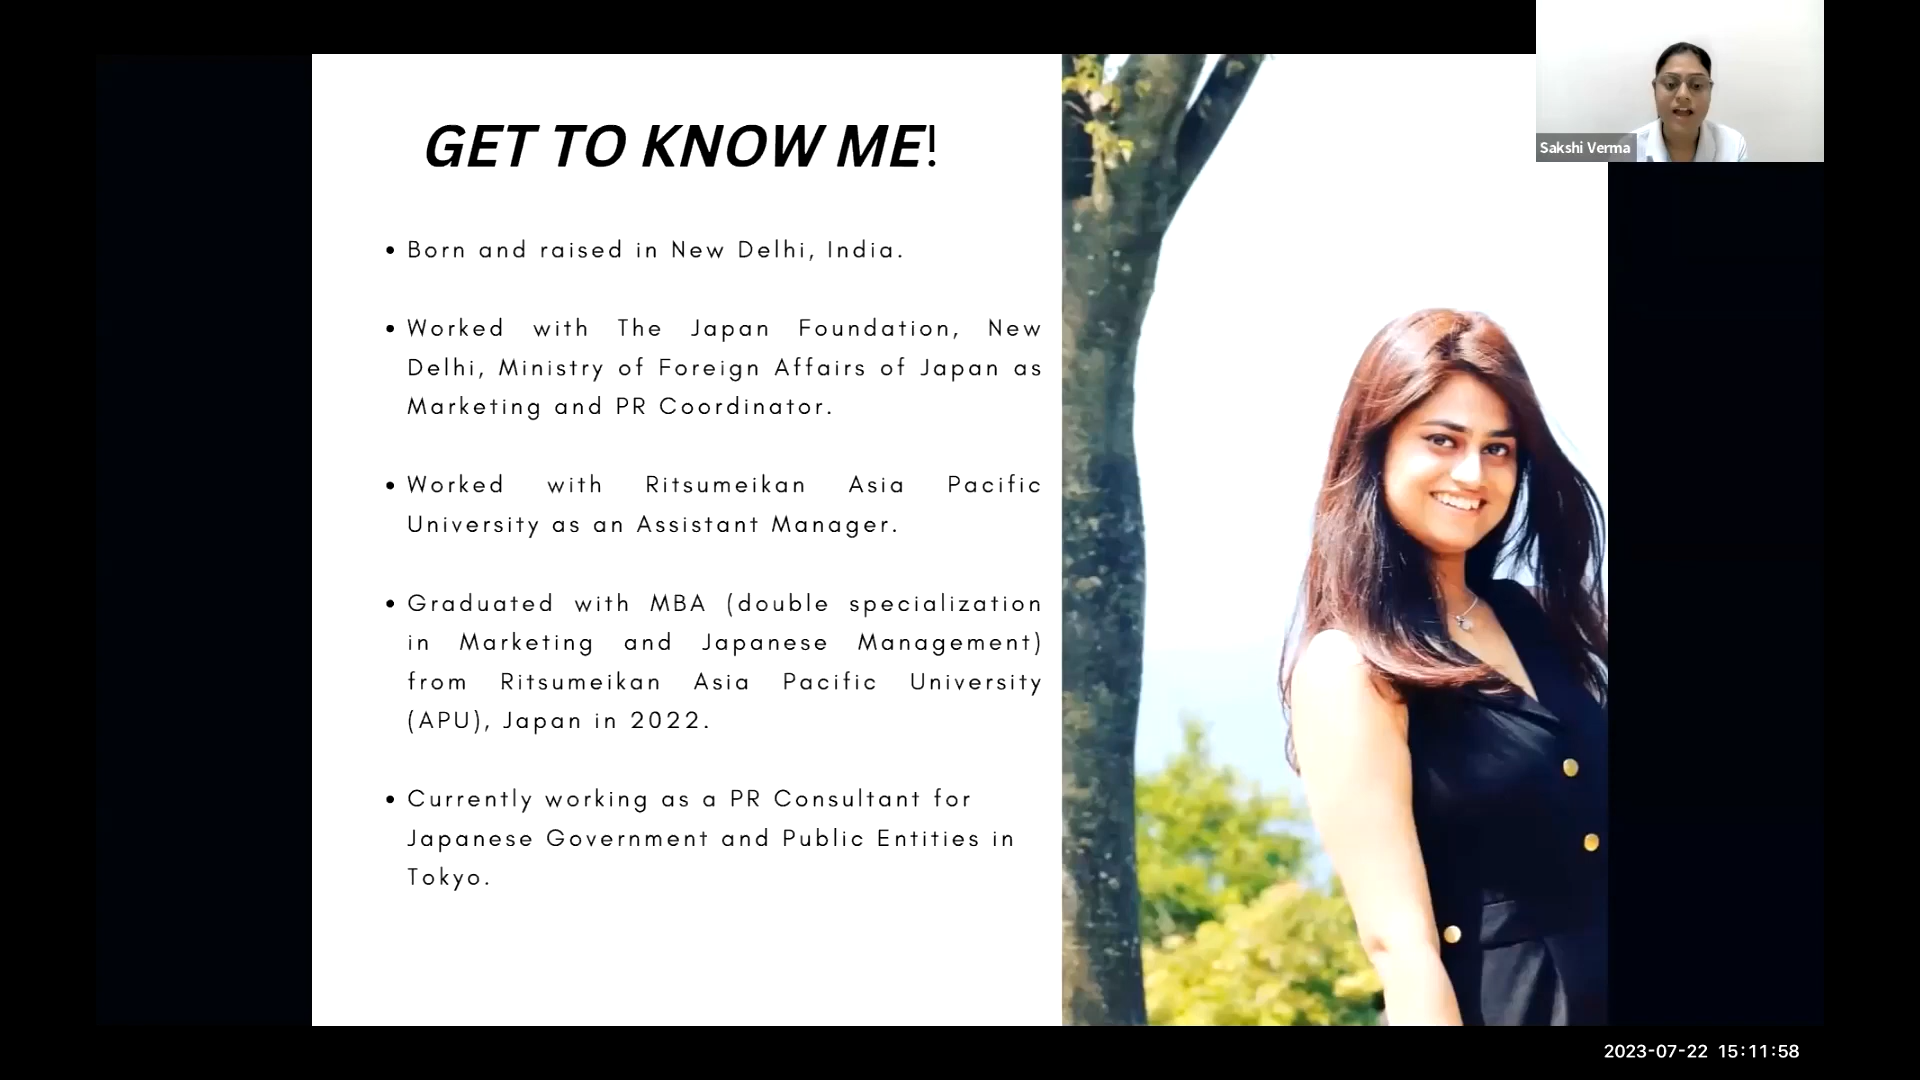 Sakshi Verma
GET TO KNOW ME!
• Born and raised in New Delhi, India.
• Worked with The Japan Foundation, New
Delhi, Ministry of Foreign Affairs of Japan as
Marketing and PR Coordinator.
• Worked with Ritsumeikan Asia Pacific
University as an Assistant Manager.
• Graduated with MBA (double specialization
in Marketing and Japanese Management)
from Ritsumeikan Asia Pacific University
(APU), Japan in 2022.
• Currently working as a PR Consultant for
Japanese Government and Public Entities in
Tokyo.
2023-07-22 15:11:58